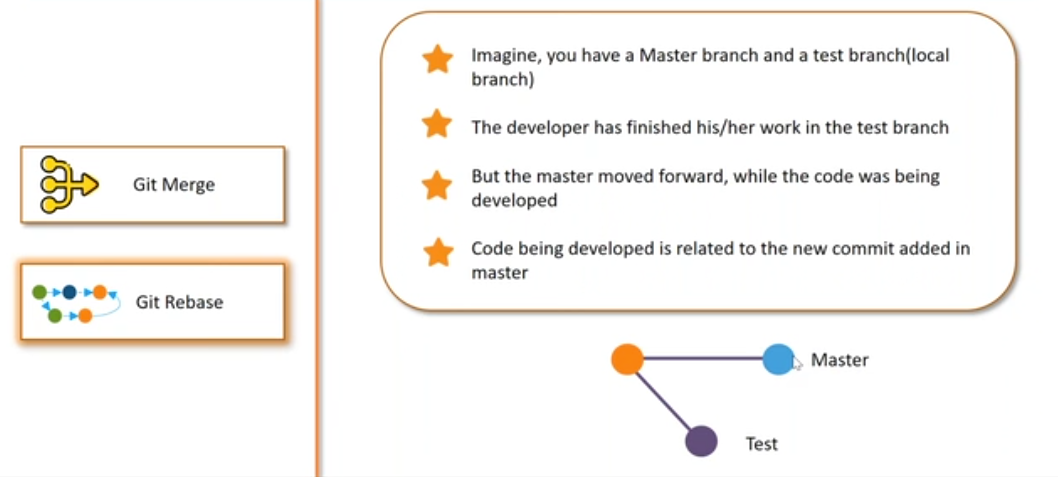 Git Merge
Git Rebase
Imagine, you have a Master branch and a test branch(local
branch)
The developer has finished his/her work in the test branch
But the master moved forward, while the code was being
developed
Code being developed is related to the new commit added in
master
Master
Test